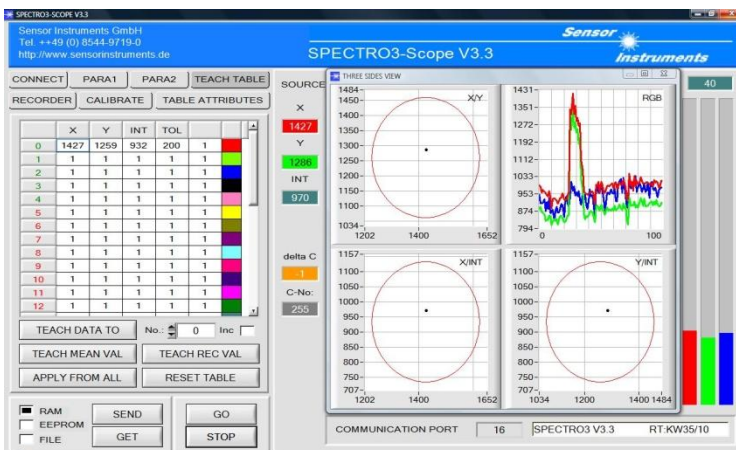 SPECTRO3-SCOPE V3.3
Sensor Instruments GmbH
Tel. ++49 (0) 8544-9719-0
http://www.sensorinstruments.de
SPECTRO3-Scope V3.3
Sensor
Instruments
CONNECT PARA1 PARA2 TEACH TABLE
RECORDER CALIBRATE TABLE ATTRIBUTES
X Y INT TOL
0 1427 1259 932 200 1
1 1 1 1 1 1
2 1 1 1 1 1
3 1 1 1 1 1
4 1 1 1 1 1
5 1 1 1 1 1
6 1 1 1 1 1
7 1 1 1 1 1
8 1 1 1 1 1
9 1 1 1 1 1
10 1 1 1 1 1
11 1 1 1 1 1
12 1 1 1 1 1
TEACH DATA TO No.: 0 Inc
TEACH MEAN VAL TEACH REC VAL
APPLY FROM ALL RESET TABLE
RAM
EEPROM
FILE
SEND GO
GET STOP
SOURCE
X
1427
Y
1286
INT
970
delta C
-1
C-No:
255
THREE SIDES VIEW
X/Y
1484
1450
1400
1350
1300
1250
1200
1150
1100
1034
1202 1400 1652
RGB
1431
1351
1272
1192
1112
1033
953
874
794
0 100
X/INT
1157
1100
1050
1000
950
900
850
800
750
707
1202 1400 1652
Y/INT
1157
1100
1050
1000
950
900
850
800
750
707
1034 1200 1400 1484
40
COMMUNICATION PORT 16 SPECTRO3 V3.3 RT:KW35/10